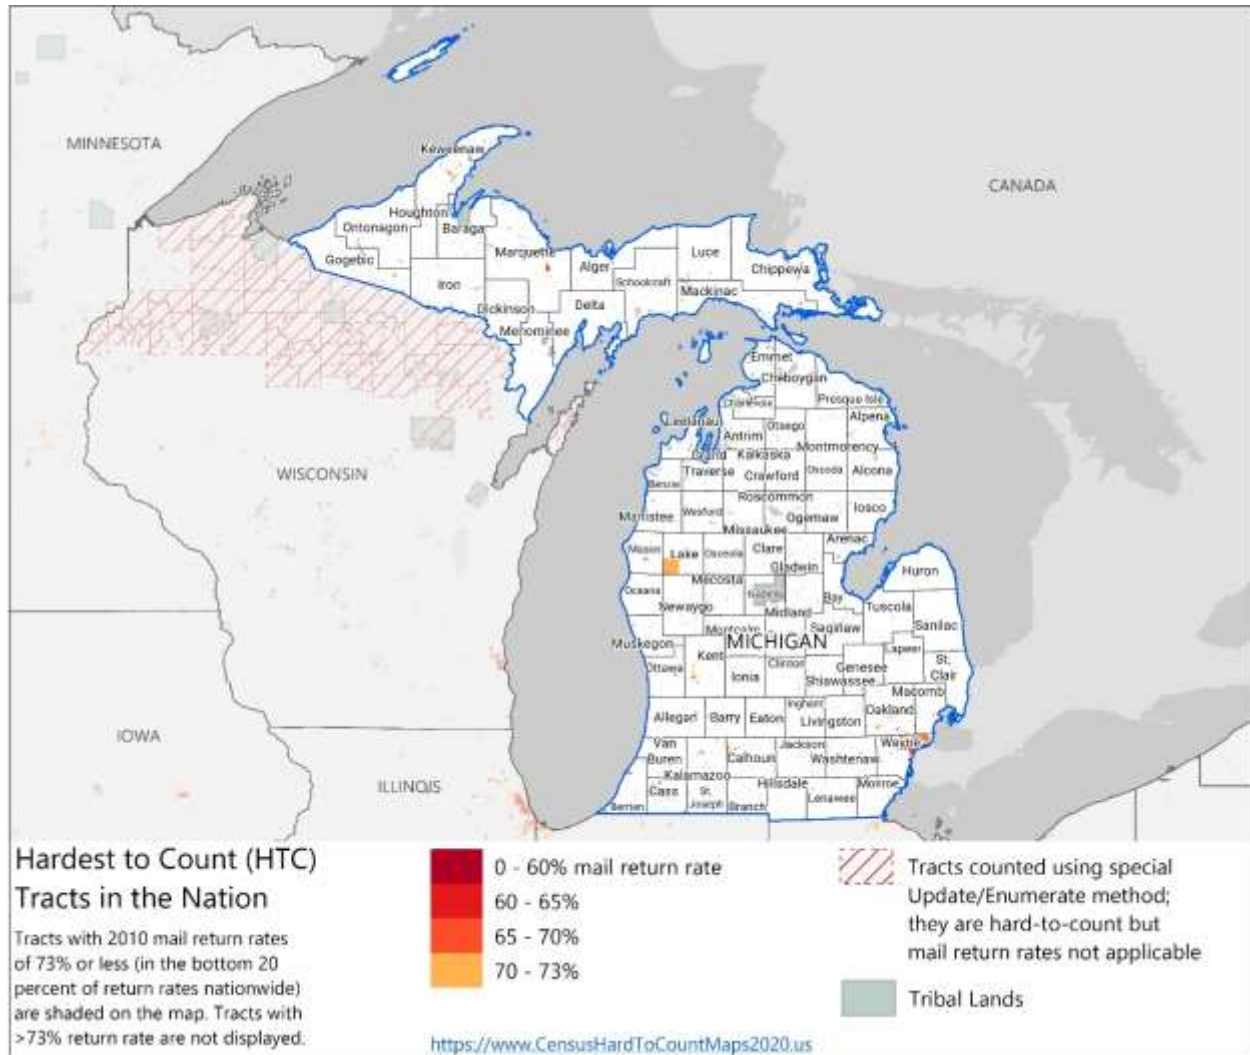 MINNESOTA
CANADA
Keweenaw
Houghton
Ontonagon
Baraga
Gogebic
Marquette
Luce
Alger
Chippewa
Iron
Schoolcraft
Mackinac
Dickinson
Delta
Menominee
Emmet
Cheboygan
Charlevoix
Presque Isle
Leelanau
Otsego
Alpena
Antrim
Montmorency
Grand
Traverse
Kalkaska
Crawford
Oscoda
Alcona
WISCONSIN
Benzie
Roscommon
Manistee
Wexford
Missaukee
Ogemaw
Iosco
Mason
Lake
Osceola
Clare
Gladwin
Arenac
Huron
Oceana
Newaygo
Mecosta
Isabella
Midland
Bay
Tuscola
Sanilac
Montcalm
Saginaw
Muskegon
MICHIGAN
Lapeer
Ottawa
Kent
Ionia
Clinton
Genesee
Shiawassee
St.
Clair
Macomb
Oakland
Allegan
Barry
Eaton
Ingham
Livingston
IOWA
Van
Buren
Calhoun
Jackson
Washtenaw
Wayne
Kalamazoo
ILLINOIS
Berrien
Cass
St.
Joseph
Branch
Hillsdale
Lenawee
Monroe
Hardest to Count (HTC)
Tracts in the Nation
Tracts with 2010 mail return rates
of 73% or less (in the bottom 20
percent of return rates nationwide)
are shaded on the map. Tracts with
>73% return rate are not displayed.
0 - 60% mail return rate
60 - 65%
65 - 70%
70 - 73%
https://www.CensusHardToCountMaps2020.us
Tracts counted using special
Update/Enumerate method;
they are hard-to-count but
mail return rates not applicable
Tribal Lands